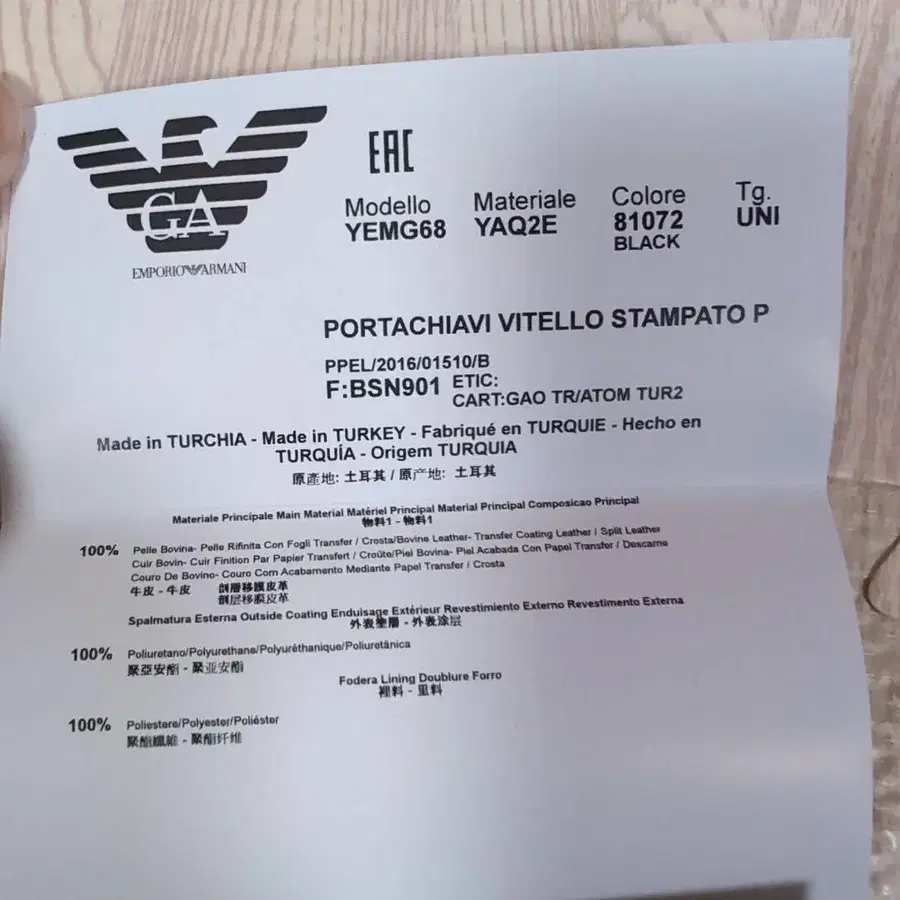 GA
EMPORIO ARMANI
EAC
Modello Materiale Colore Tg.
YEMG68 YAQ2E 81072 UNI
BLACK
PORTACHIAVI VITELLO STAMPATO P
PPEL/2016/01510/B
F:BSN901 ETIC:
CART:GAO TR/ATOM TUR2
Made in TURCHIA - Made in TURKEY - Fabriqué en TURQUIE - Hecho en
TURQUÍA - Origem TURQUIA
原產地: 土耳其 / 原产地: 土耳其
Materiale Principale Main Material Matériel Principal Material Principal Composicao Principal
物料1 - 物料1
100% Pelle Bovina- Pelle Rifinita Con Fogli Transfer / Crosta/Bovine Leather- Transfer Coating Leather / Split Leather
Cuir Bovin- Cuir Finition Par Papier Transfert / Croûte/Piel Bovina- Piel Acabada Con Papel Transfer / Descarne
Couro De Bovino- Couro Com Acabamento Mediante Papel Transfer / Crosta
牛皮 - 牛皮 剖層移膜皮革
剖层移膜皮革
Spalmatura Esterna Outside Coating Enduisage Extérieur Revestimiento Externo Revestimento Externa
外表塗層 - 外表涂层
100% Poliuretano/Polyurethane/Polyuréthanique/Poliuretânica
聚亞安酯 - 聚亚安酯
Fodera Lining Doublure Forro
裡料 - 里料
100% Poliestere/Polyester/Poliéster
聚酯纖維 - 聚酯纤维